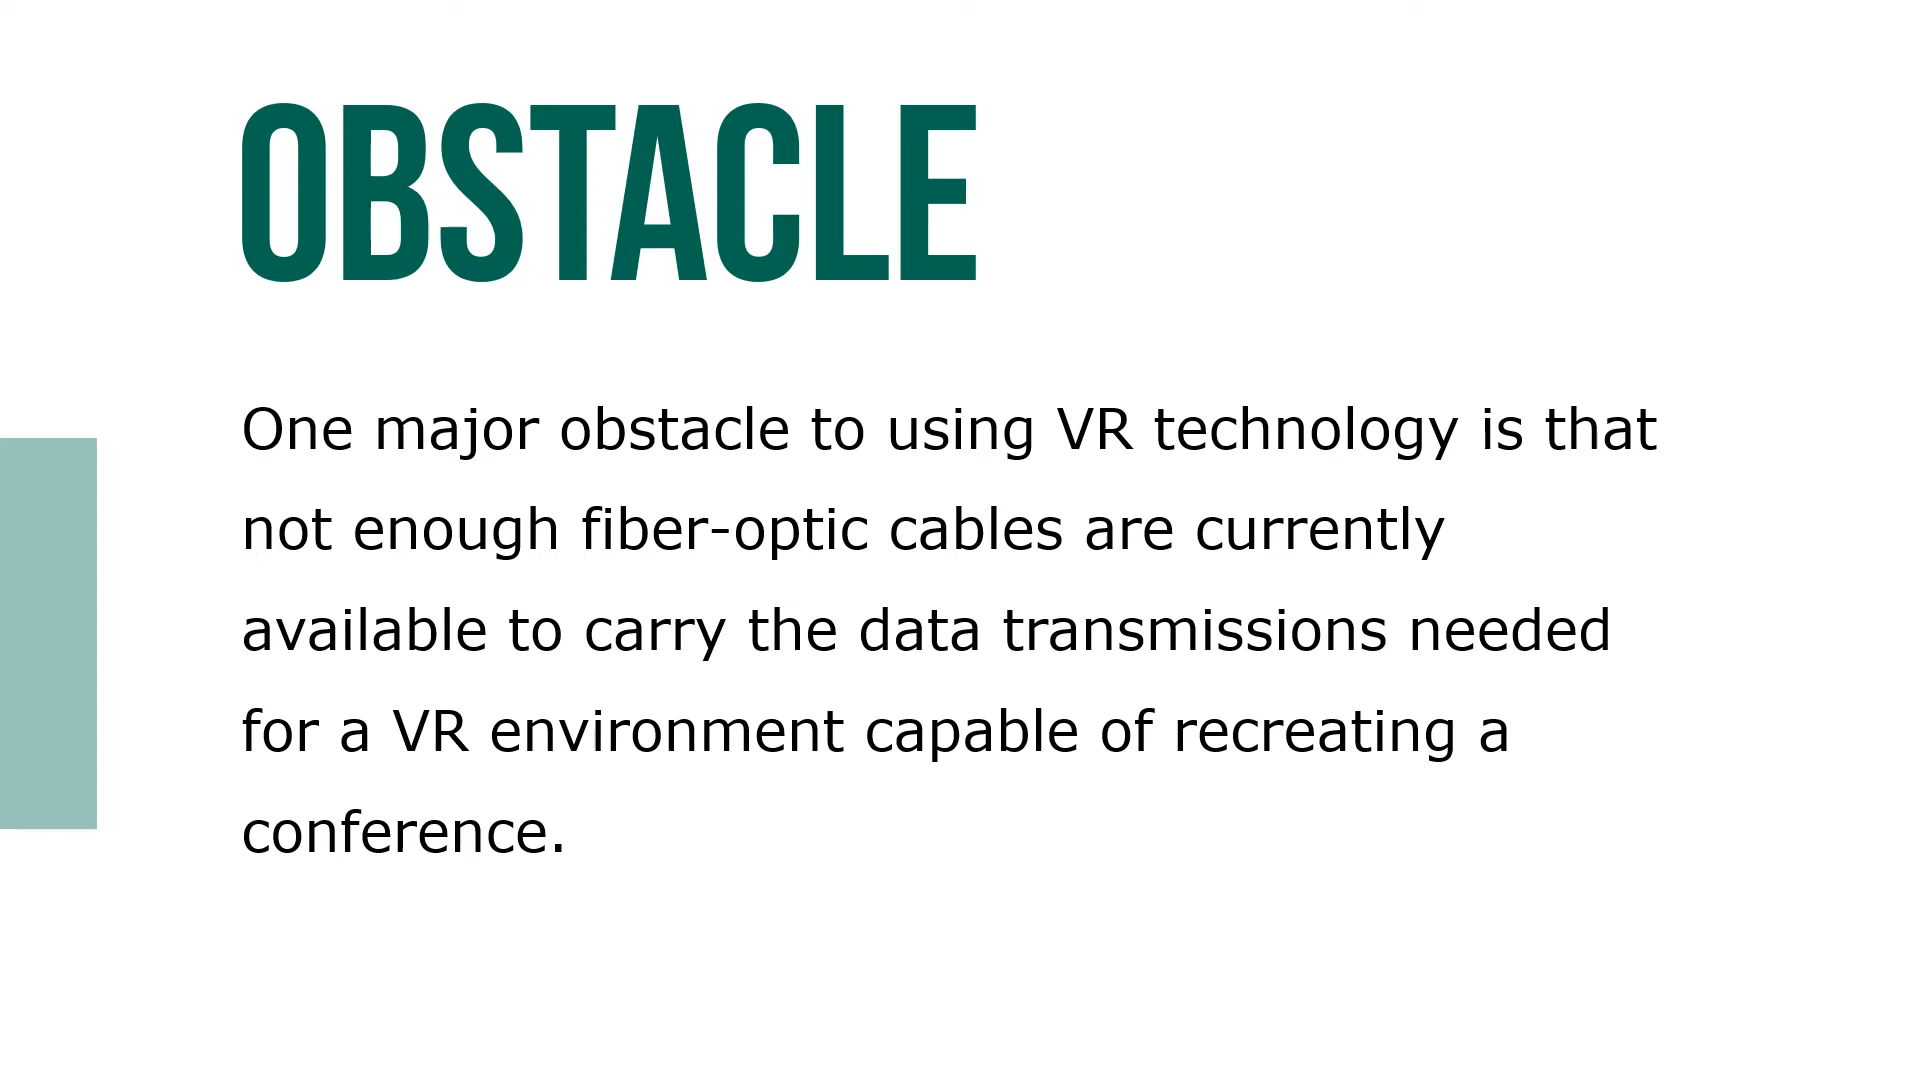 OBSTACLE
One major obstacle to using VR technology is that
not enough fiber-optic cables are currently
available to carry the data transmissions needed
for a VR environment capable of recreating a
conference.